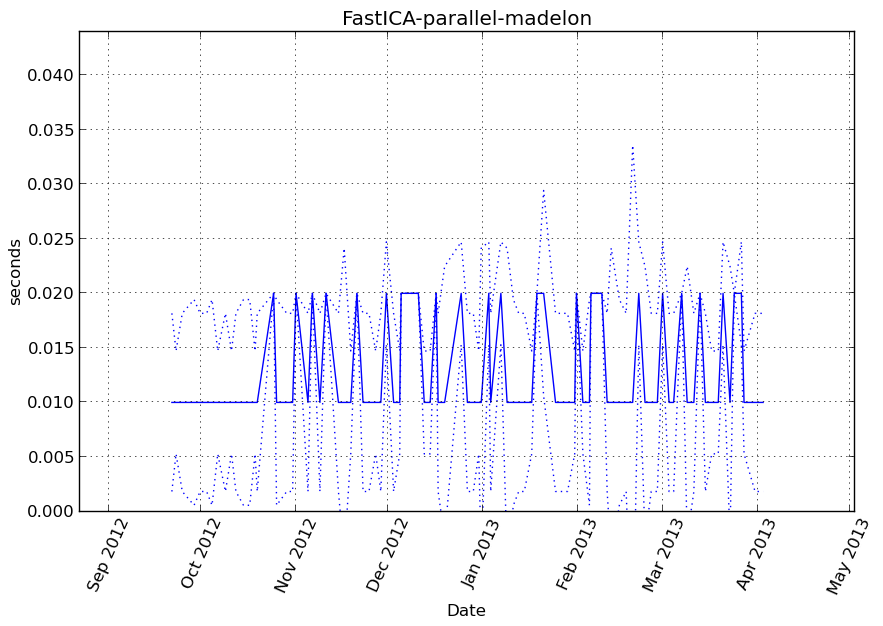 FastICA-parallel-madelon
0.040
0.035
0.030
0.025
0.020
0.015
0.010
0.005
0.000
seconds
Sep 2012
Oct 2012
Nov 2012
Dec 2012
Jan 2013
Feb 2013
Mar 2013
Apr 2013
May 2013
Date